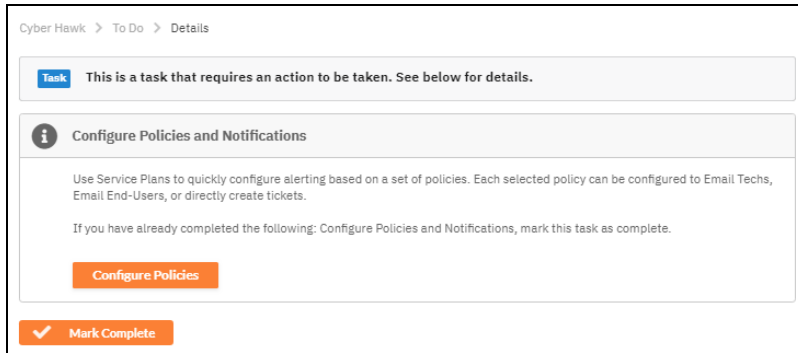 Cyber Hawk > To Do > Details
Task This is a task that requires an action to be taken. See below for details.
Configure Policies and Notifications
Use Service Plans to quickly configure alerting based on a set of policies. Each selected policy can be configured to Email Techs,
Email End-Users, or directly create tickets.
If you have already completed the following: Configure Policies and Notifications, mark this task as complete.
Configure Policies
Mark Complete